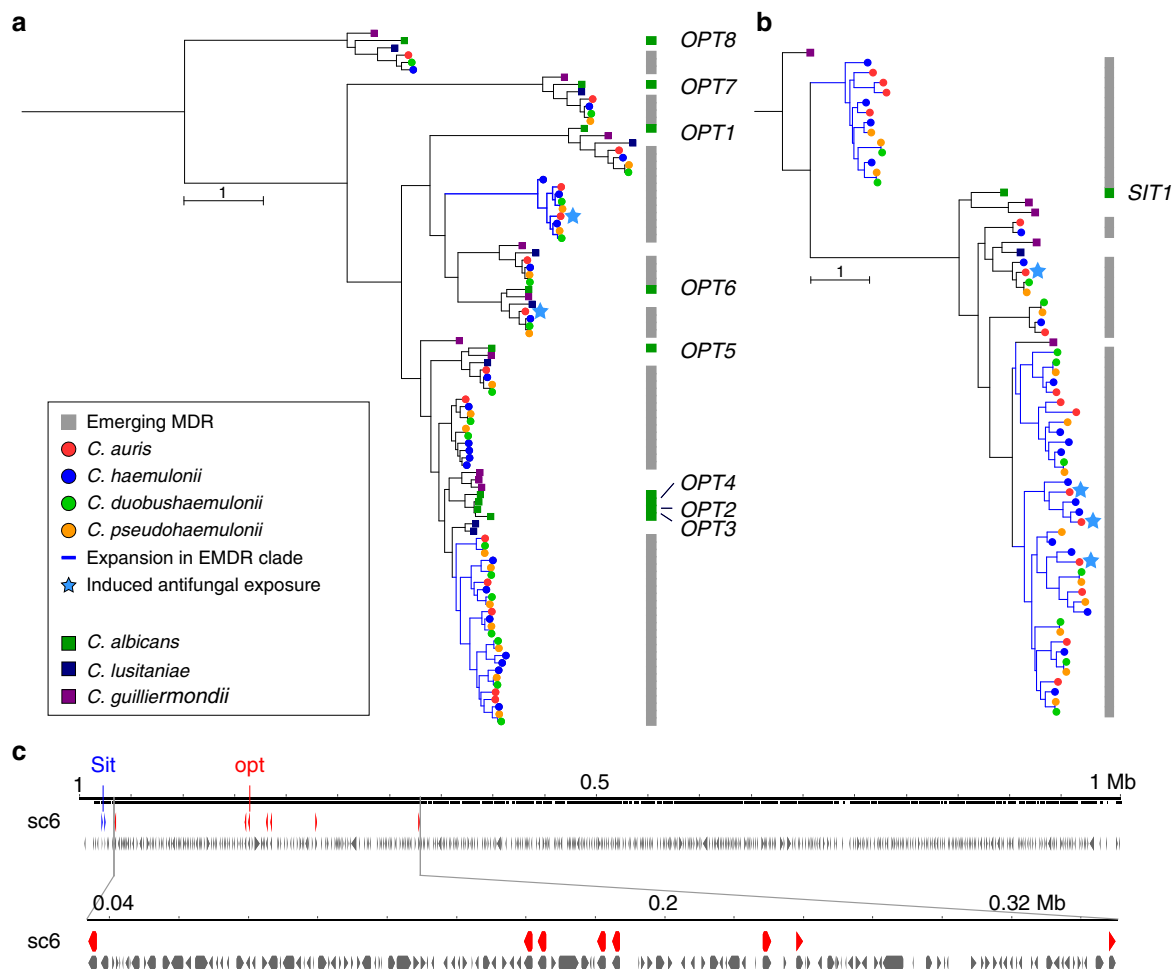 a
b
OPT8
OPT7
OPT1
OPT6
OPT5
OPT4
OPT2
OPT3
1
SIT1
1
Emerging MDR
C. auris
C. haemulonii
C. duobushaemulonii
C. pseudohaemulonii
Expansion in EMDR clade
Induced antifungal exposure
C. albicans
C. lusitaniae
C. guilliermondii
c
Sit opt
1 0.5 1 Mb
sc6
0.04 0.2 0.32 Mb
sc6